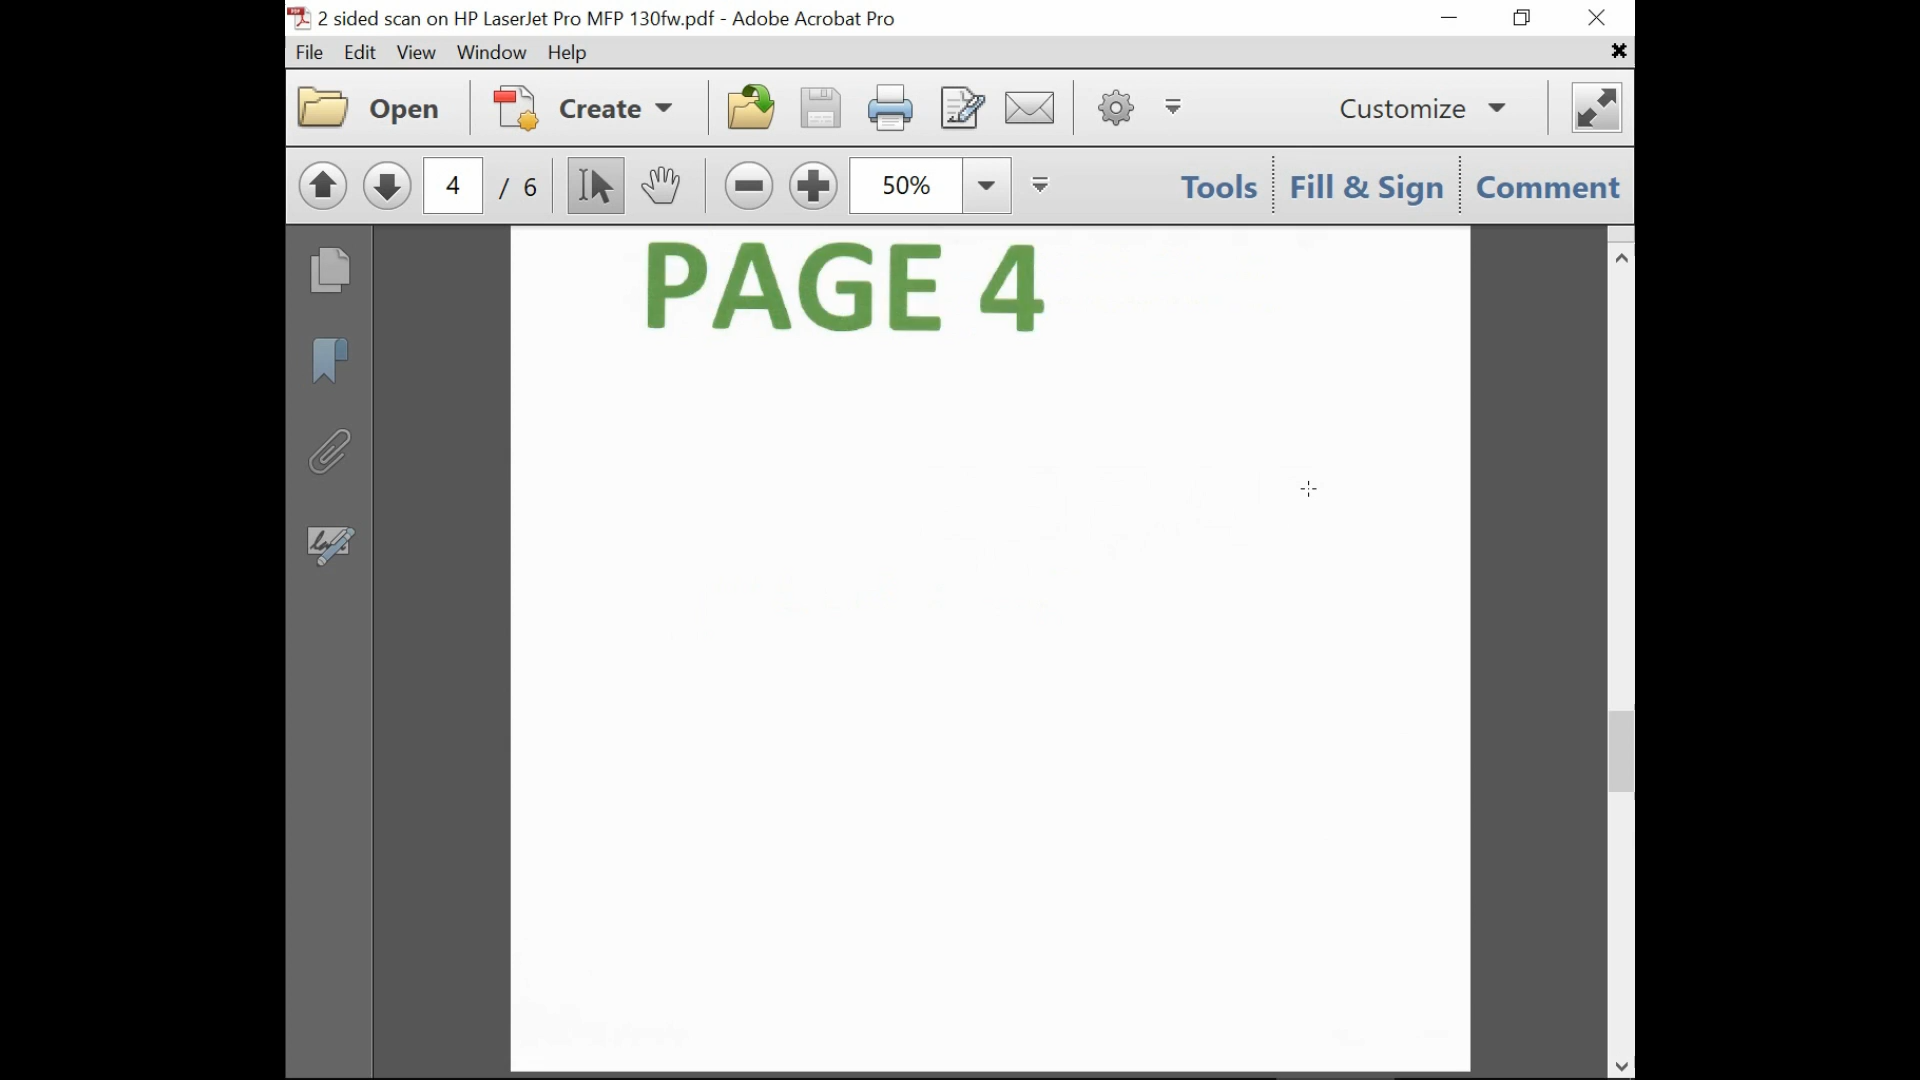 2 sided scan on HP LaserJet Pro MFP 130fw.pdf - Adobe Acrobat Pro
File Edit View Window Help
Open Create Customize
4 / 6 50% Tools Fill & Sign Comment
PAGE 4